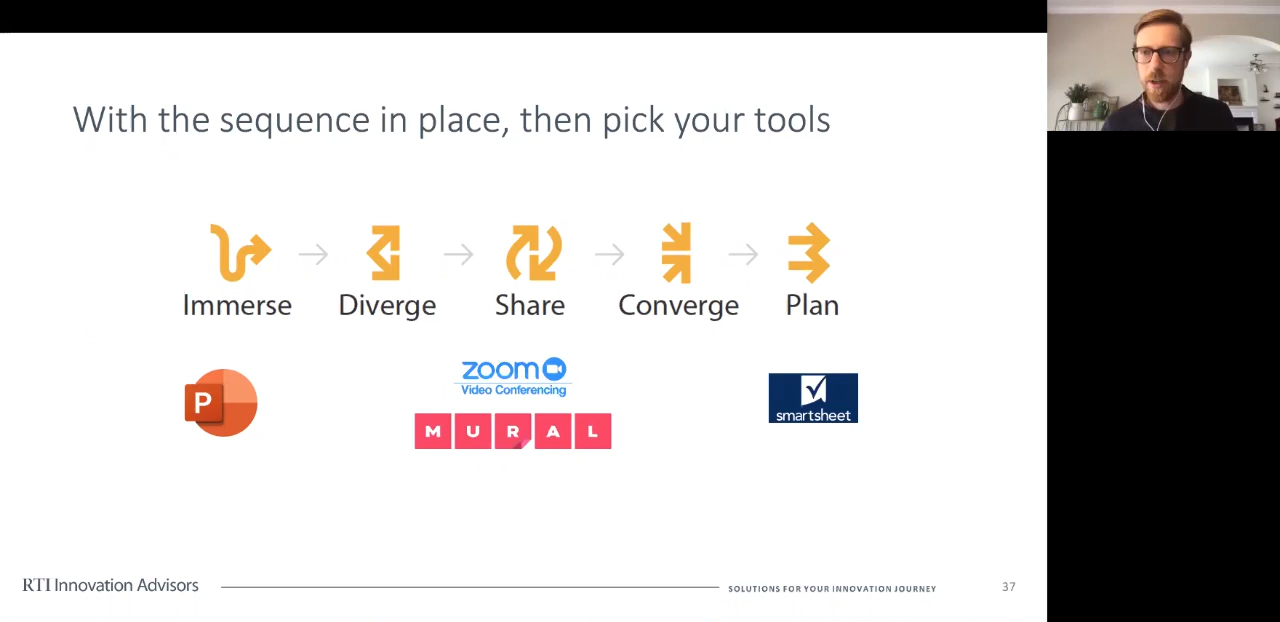 With the sequence in place, then pick your tools
Immerse Diverge Share Converge Plan
P
zoom
Video Conferencing
MURAL
smartsheet
RTI Innovation Advisors
SOLUTIONS FOR YOUR INNOVATION JOURNEY
37